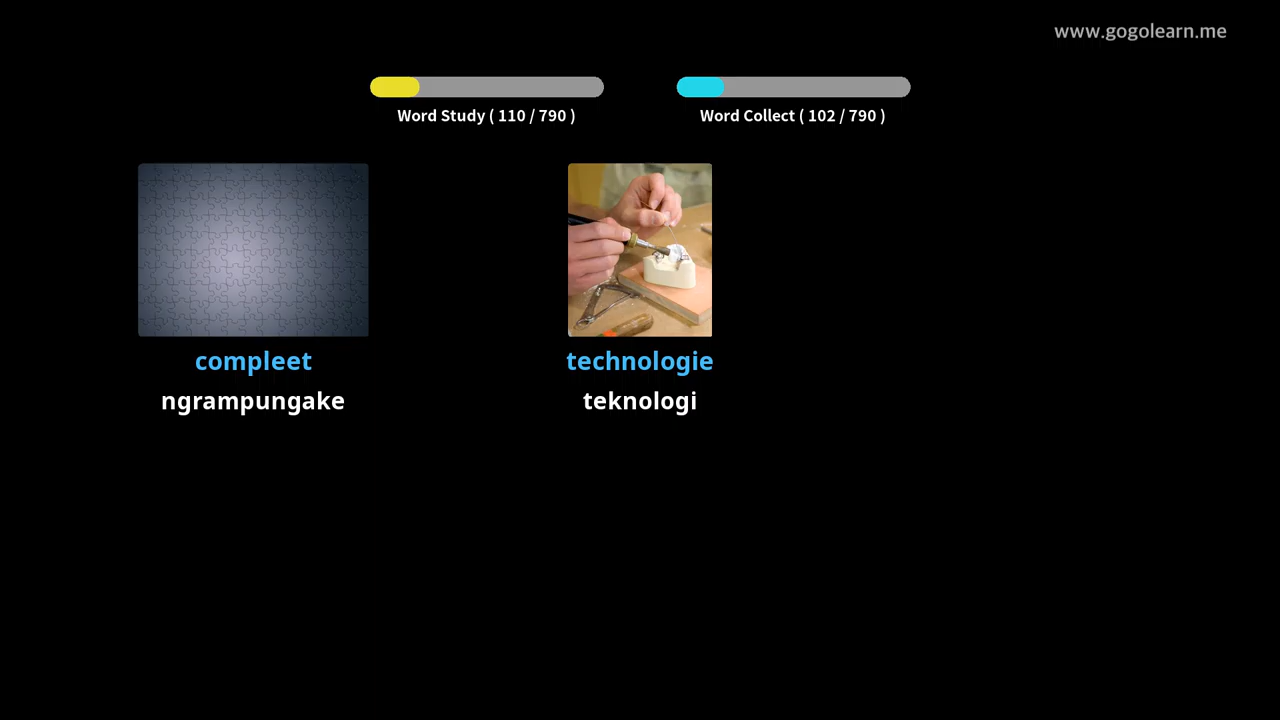 www.gogolearn.me
Word Study ( 110 / 790 )
Word Collect ( 102 / 790 )
compleet
technologie
ngrampungake
teknologi